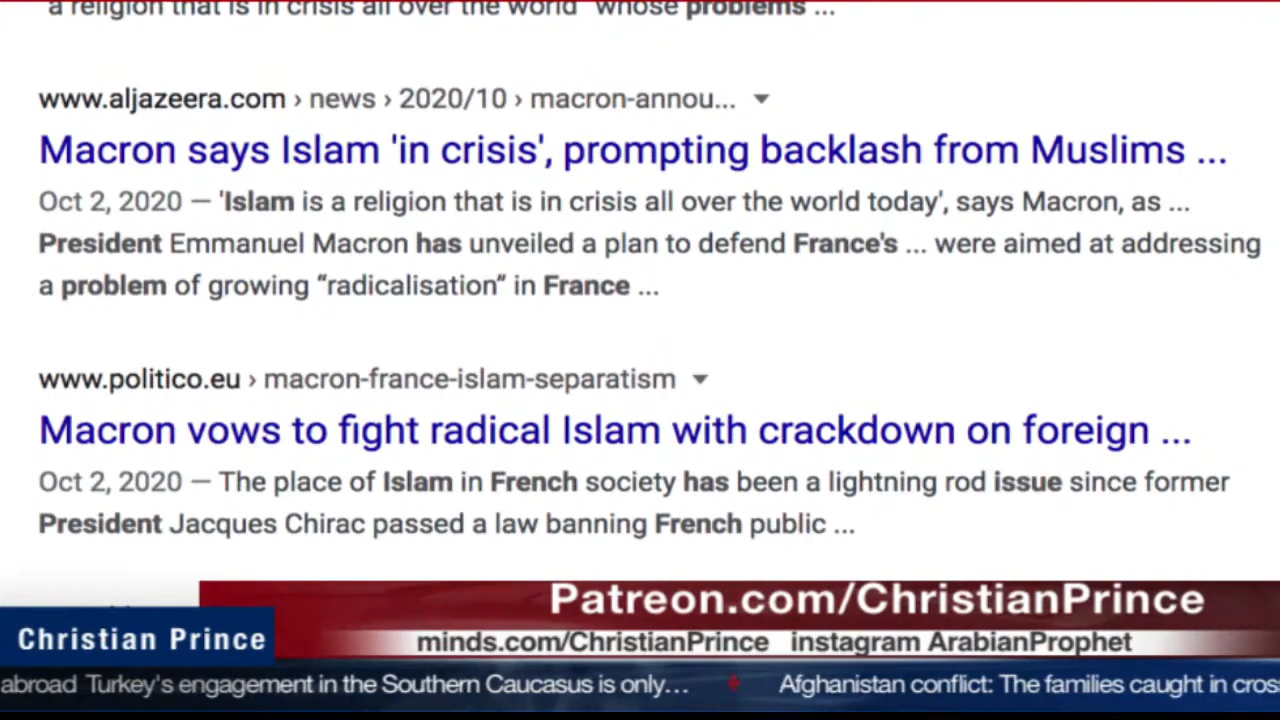 "a religion that is in crisis all over the world" whose problems ...
www.aljazeera.com › news › 2020/10 › macron-annou...
Macron says Islam 'in crisis', prompting backlash from Muslims ...
Oct 2, 2020 — 'Islam is a religion that is in crisis all over the world today', says Macron, as ...
President Emmanuel Macron has unveiled a plan to defend France's ... were aimed at addressing
a problem of growing “radicalisation” in France ...
www.politico.eu › macron-france-islam-separatism
Macron vows to fight radical Islam with crackdown on foreign ...
Oct 2, 2020 — The place of Islam in French society has been a lightning rod issue since former
President Jacques Chirac passed a law banning French public ...
Patreon.com/ChristianPrince
Christian Prince
minds.com/ChristianPrince instagram ArabianProphet
abroad Turkey's engagement in the Southern Caucasus is only... Afghanistan conflict: The families caught in cros